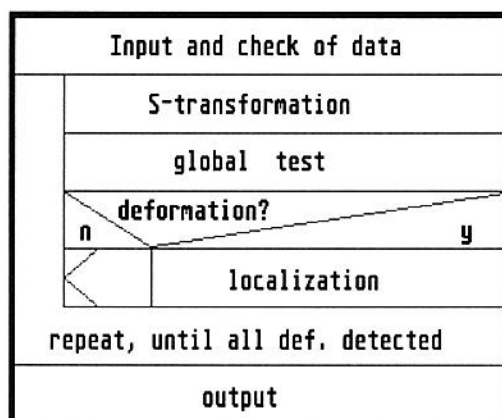 Input and check of data
S-transformation
global test
deformation?
n y
localization
repeat, until all def. detected
output